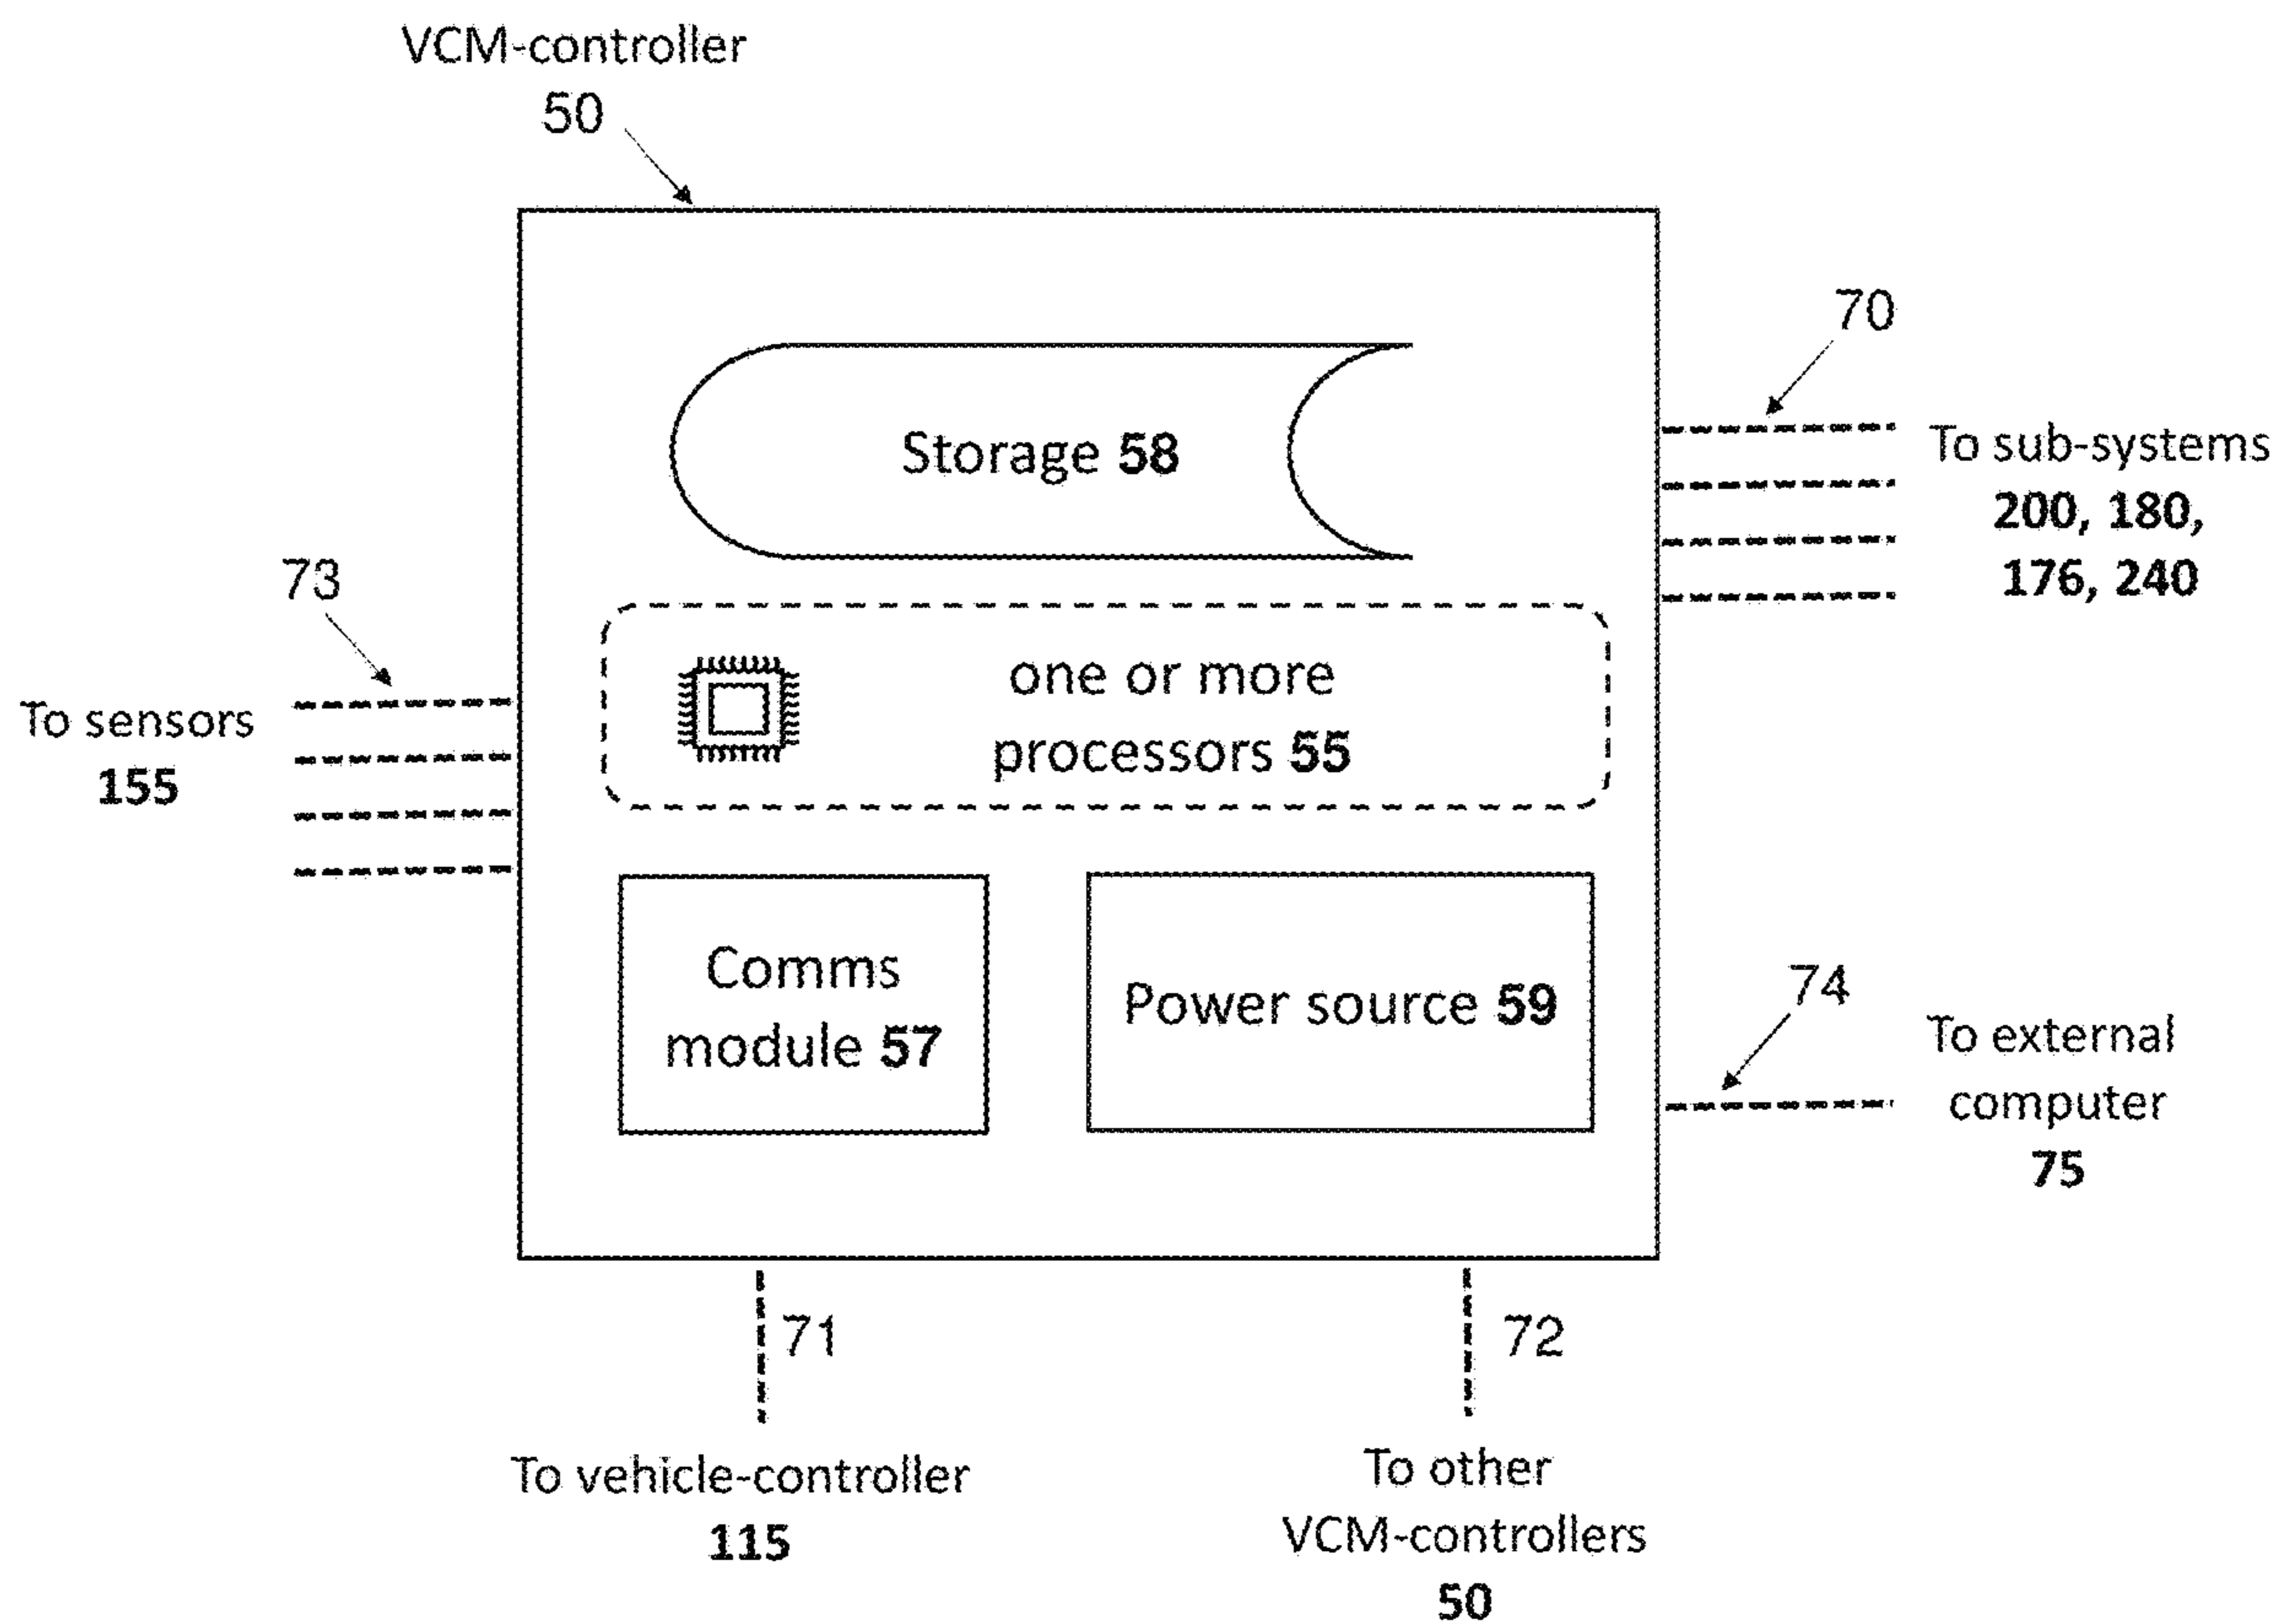 VCM-controller
50
70
Storage 58
To sub-systems
200, 180,
176, 240
73
one or more
processors 55
To sensors
155
Comms
module 57
Power source 59
74
To external
computer
75
71
72
To vehicle-controller
115
To other
VCM-controllers
50